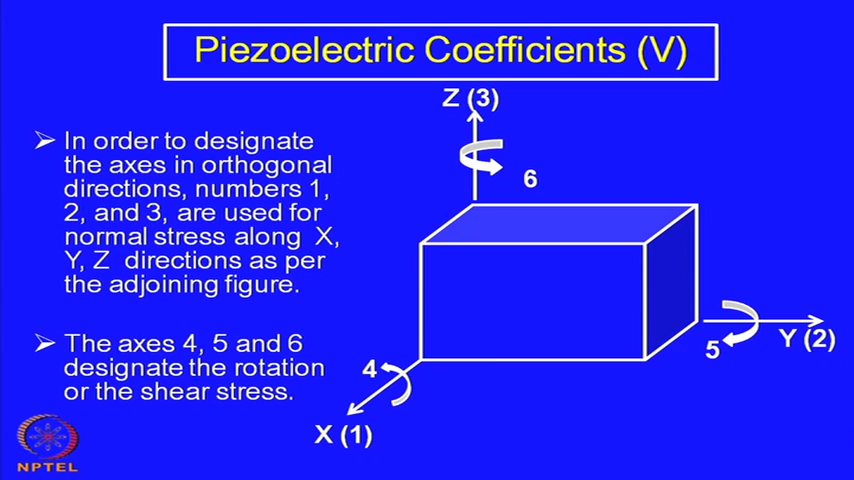 Piezoelectric Coefficients (V)
➢ In order to designate
the axes in orthogonal
directions, numbers 1,
2, and 3, are used for
normal stress along X,
Y, Z directions as per
the adjoining figure.
➢ The axes 4, 5 and 6
designate the rotation
or the shear stress.
Z (3)
6
5
Y (2)
4
X (1)
NPTEL